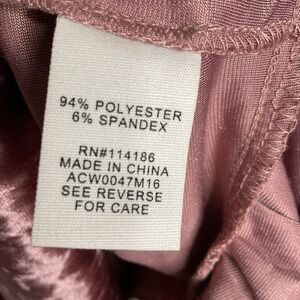 94% POLYESTER
6% SPANDEX
RN#114186
MADE IN CHINA
ACW0047M16
SEE REVERSE
FOR CARE